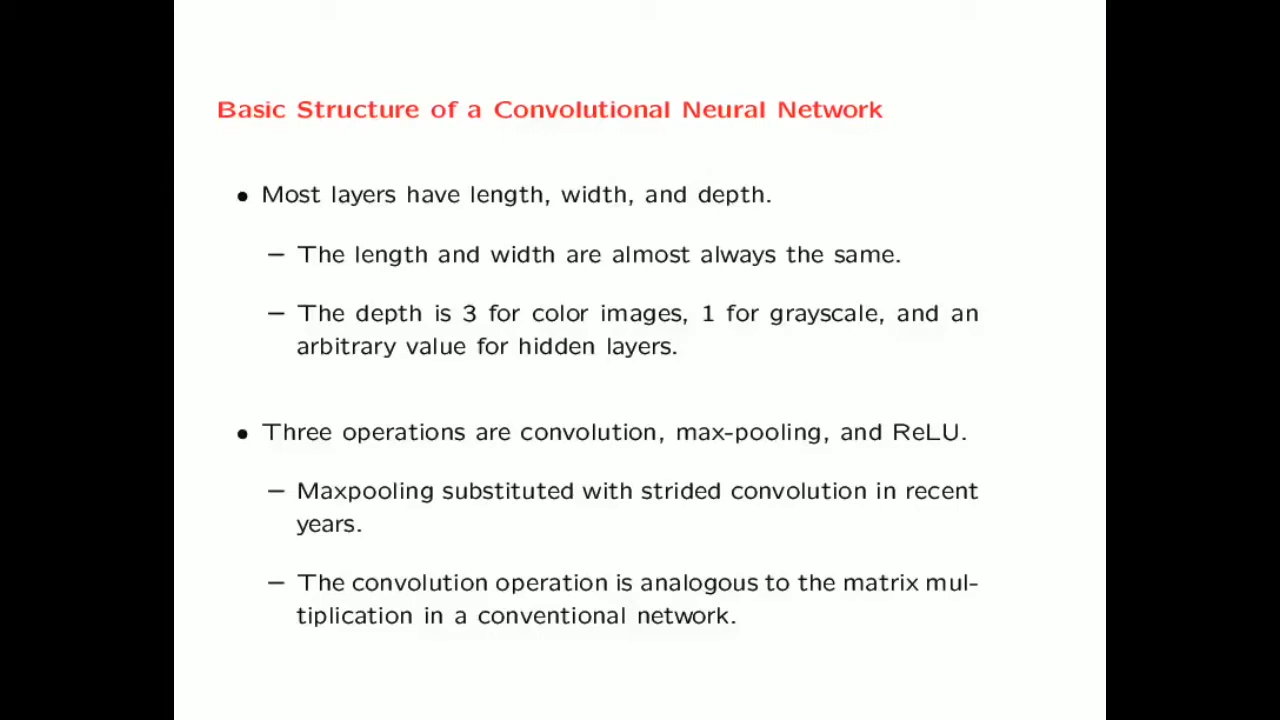 Basic Structure of a Convolutional Neural Network
• Most layers have length, width, and depth.
– The length and width are almost always the same.
– The depth is 3 for color images, 1 for grayscale, and an
arbitrary value for hidden layers.
• Three operations are convolution, max-pooling, and ReLU.
– Maxpooling substituted with strided convolution in recent
years.
– The convolution operation is analogous to the matrix mul-
tiplication in a conventional network.